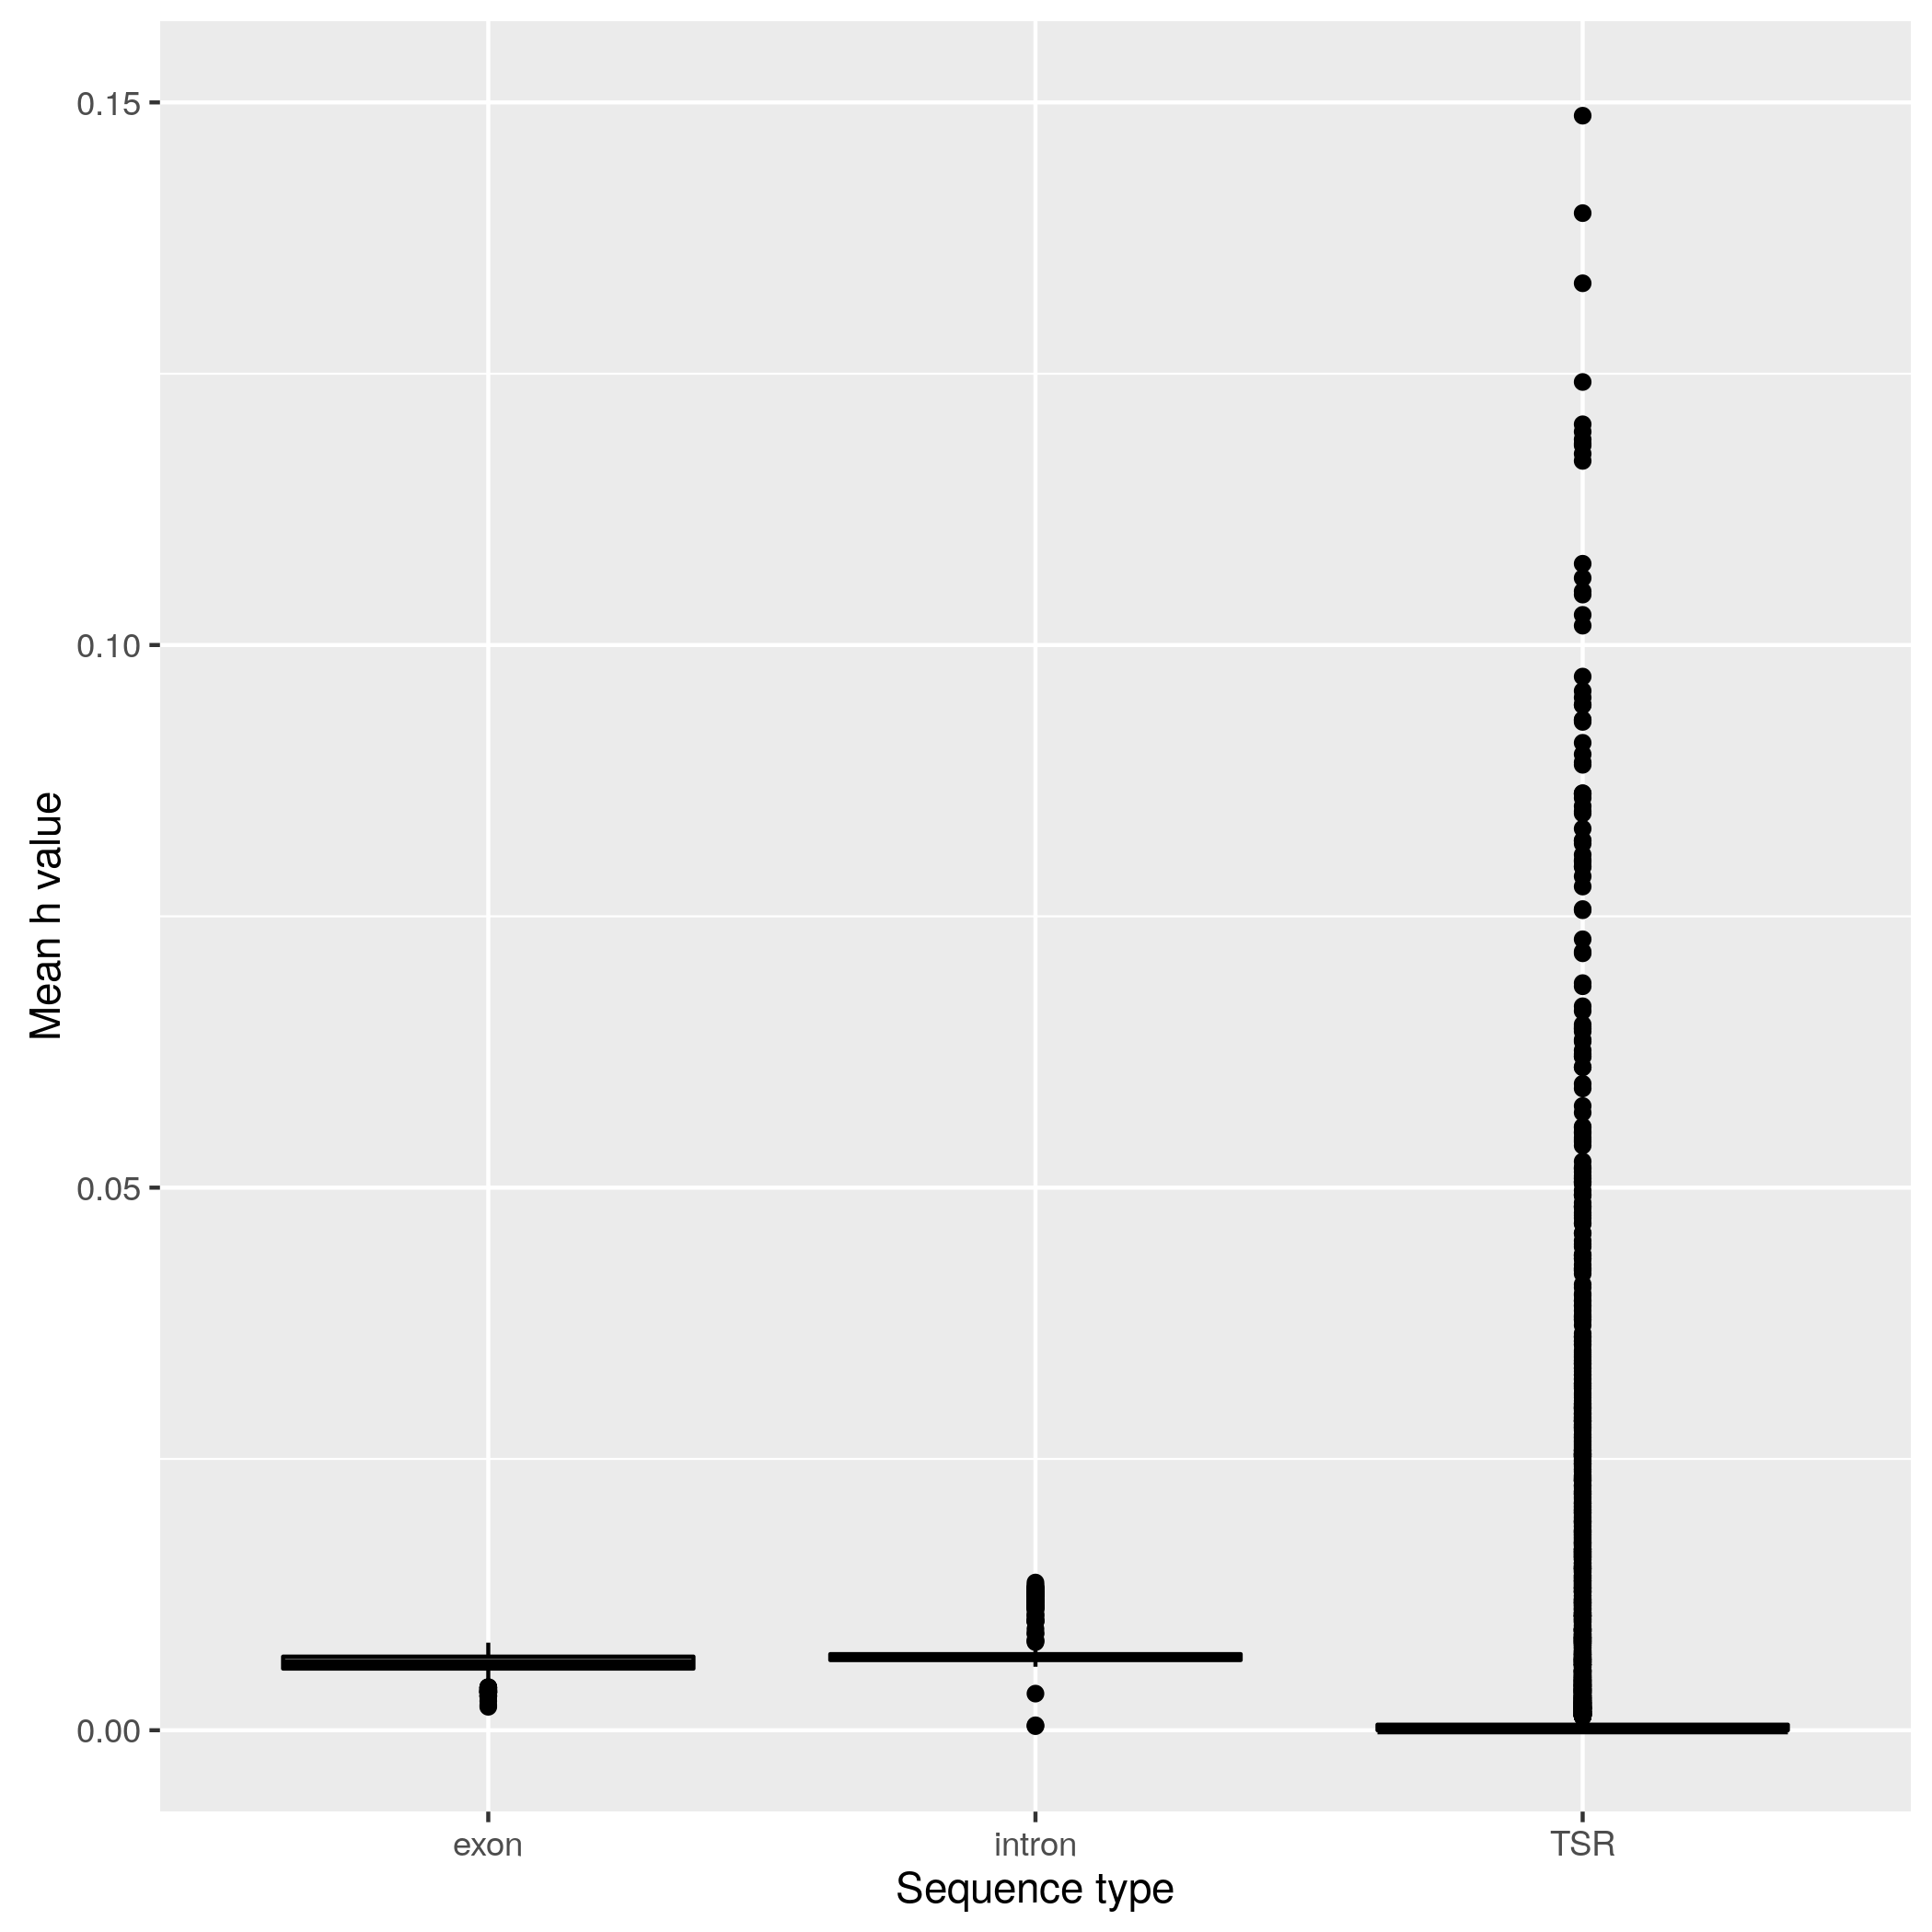 0.15
0.10
0.05
0.00
Mean h value
exon intron TSR
Sequence type